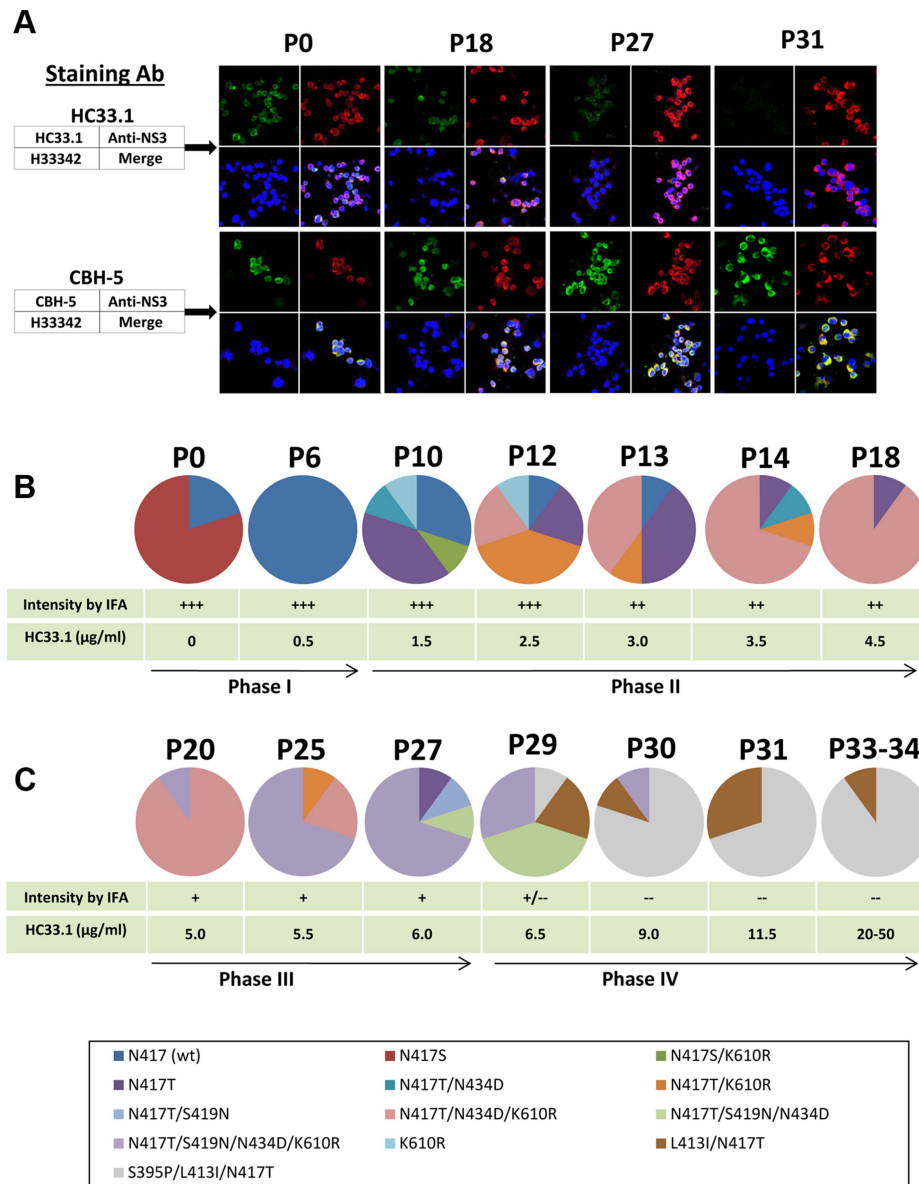 A
P0 P18 P27 P31
Staining Ab
HC33.1
HC33.1 Anti-NS3
H33342 Merge
CBH-5
CBH-5 Anti-NS3
H33342 Merge
B
P0 P6 P10 P12 P13 P14 P18
Intensity by IFA +++ +++ +++ +++ ++ ++ ++
HC33.1 (µg/ml) 0 0.5 1.5 2.5 3.0 3.5 4.5
Phase I Phase II
C
P20 P25 P27 P29 P30 P31 P33-34
Intensity by IFA + + + +/-- -- -- --
HC33.1 (µg/ml) 5.0 5.5 6.0 6.5 9.0 11.5 20-50
Phase III Phase IV
N417 (wt) N417S N417S/K610R
N417T N417T/N434D N417T/K610R
N417T/S419N N417T/N434D/K610R N417T/S419N/N434D
N417T/S419N/N434D/K610R K610R L413I/N417T
S395P/L413I/N417T